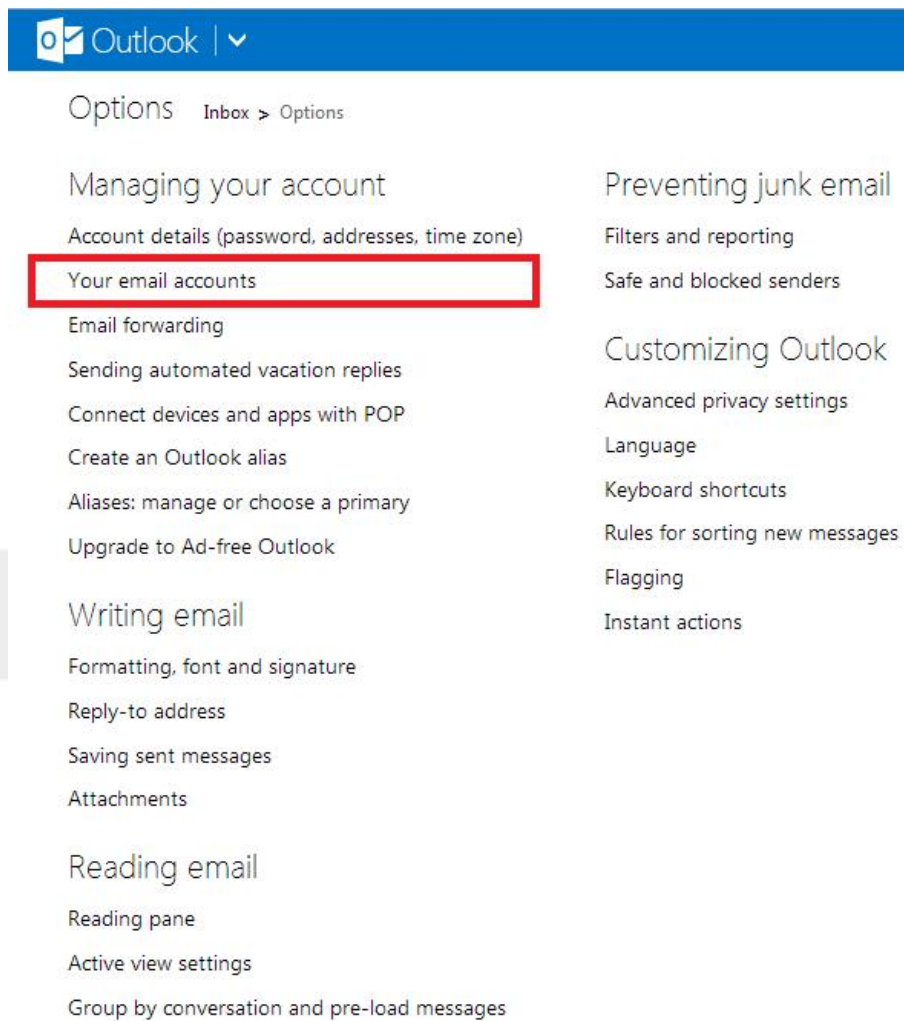 Outlook
Options Inbox > Options
Managing your account
Account details (password, addresses, time zone)
Your email accounts
Email forwarding
Sending automated vacation replies
Connect devices and apps with POP
Create an Outlook alias
Aliases: manage or choose a primary
Upgrade to Ad-free Outlook
Writing email
Formatting, font and signature
Reply-to address
Saving sent messages
Attachments
Reading email
Reading pane
Active view settings
Group by conversation and pre-load messages
Preventing junk email
Filters and reporting
Safe and blocked senders
Customizing Outlook
Advanced privacy settings
Language
Keyboard shortcuts
Rules for sorting new messages
Flagging
Instant actions